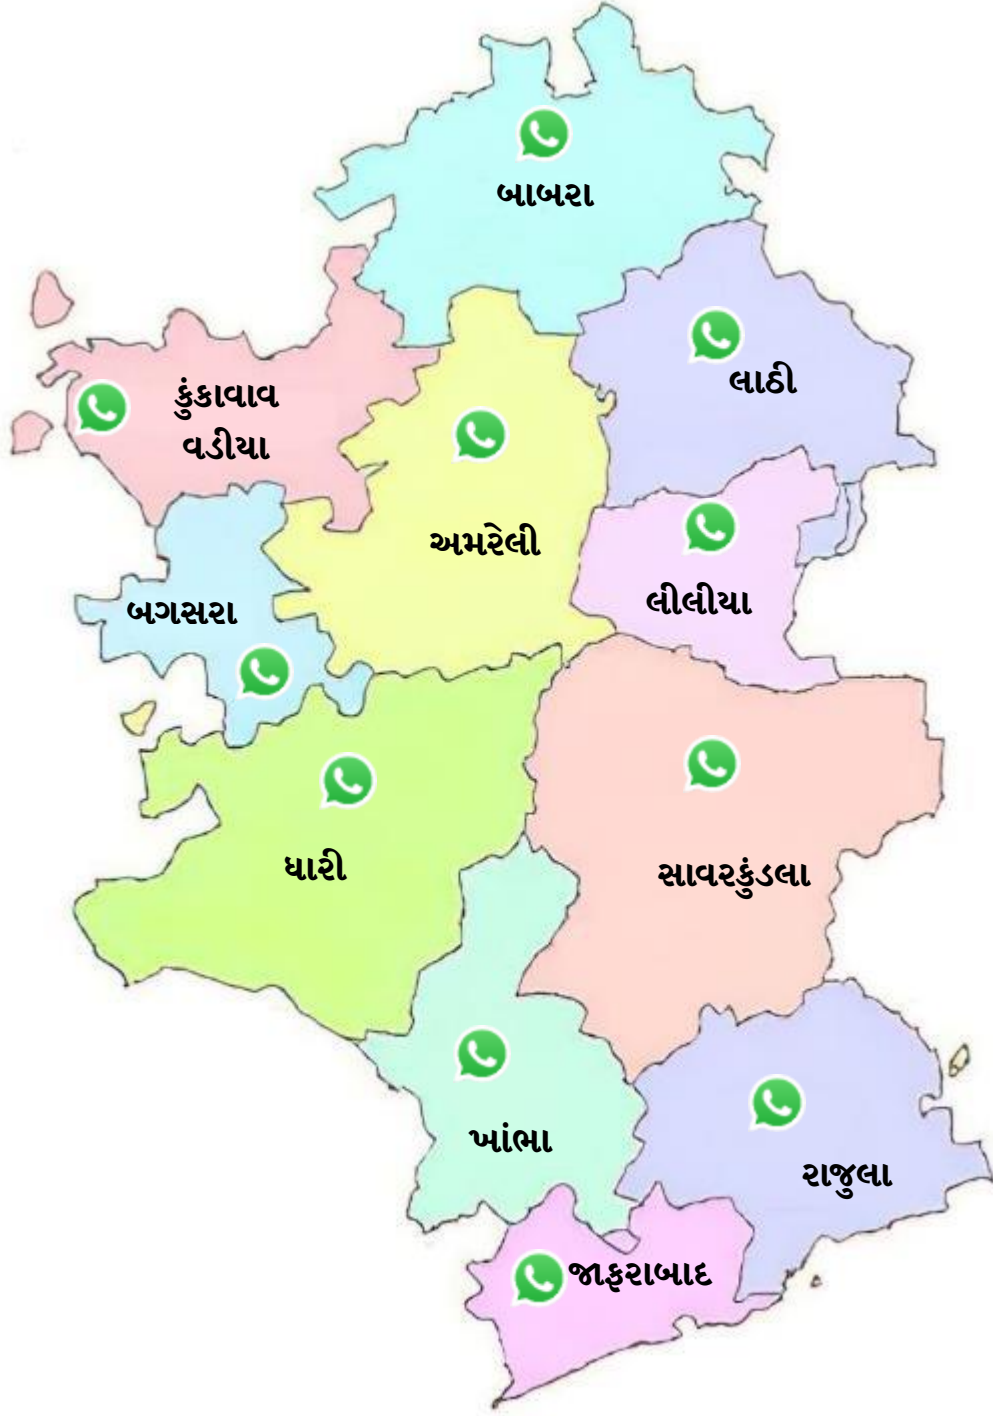 બાબરા
લાઠી
કુંકાવાવ
વડીયા
અમરેલી
લીલીયા
બગસરા
ધારી
સાવરકુંડલા
ખાંભા
રાજુલા
જાફરાબાદ